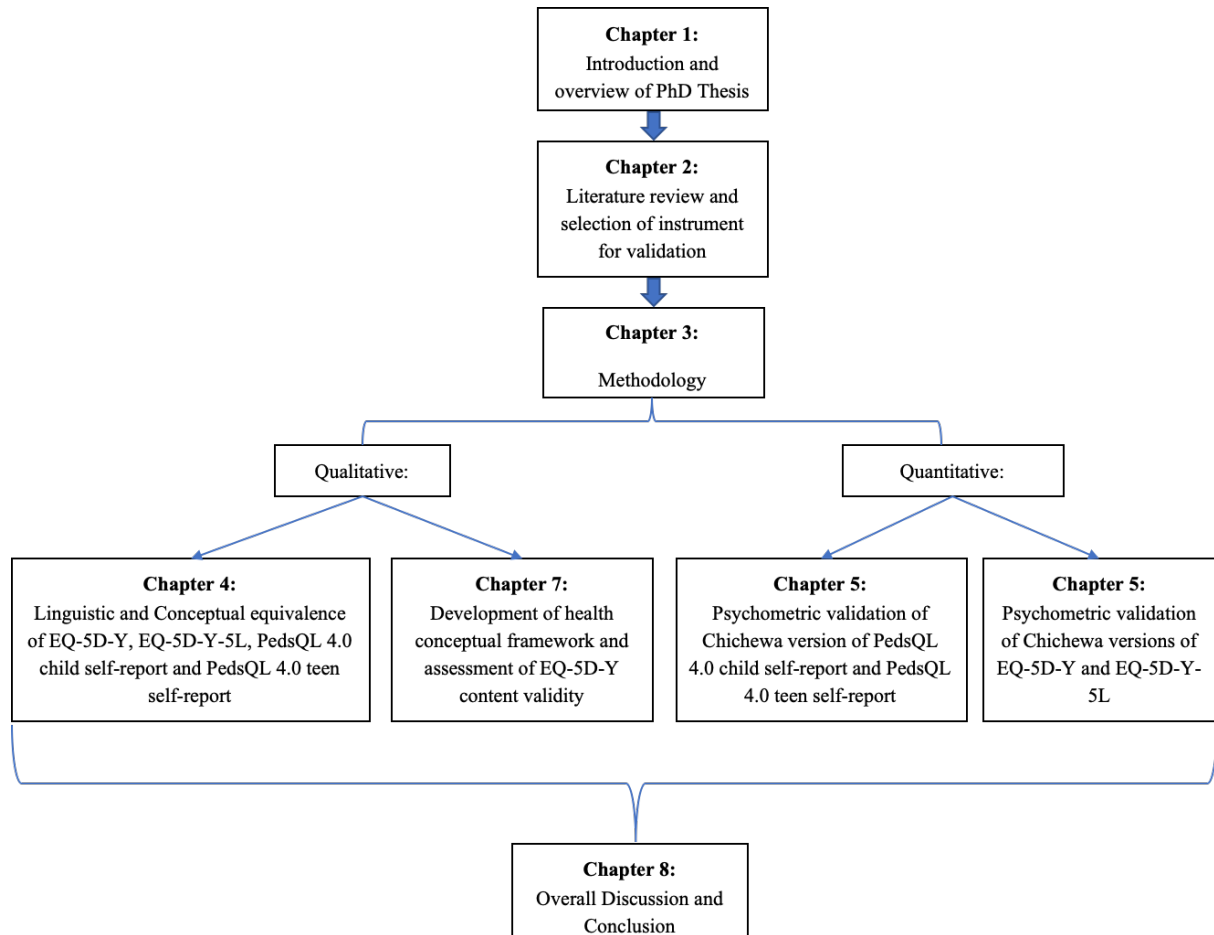 Chapter 1:
Introduction and
overview of PhD Thesis
Chapter 2:
Literature review and
selection of instrument
for validation
Chapter 3:
Methodology
Qualitative:
Quantitative:
Chapter 4:
Linguistic and Conceptual equivalence
of EQ-5D-Y, EQ-5D-Y-5L, PedsQL 4.0
child self-report and PedsQL 4.0 teen
self-report
Chapter 7:
Development of health
conceptual framework and
assessment of EQ-5D-Y
content validity
Chapter 5:
Psychometric validation of
Chichewa version of PedsQL
4.0 child self-report and PedsQL
4.0 teen self-report
Chapter 5:
Psychometric validation
of Chichewa versions of
EQ-5D-Y and EQ-5D-Y-
5L
Chapter 8:
Overall Discussion and
Conclusion